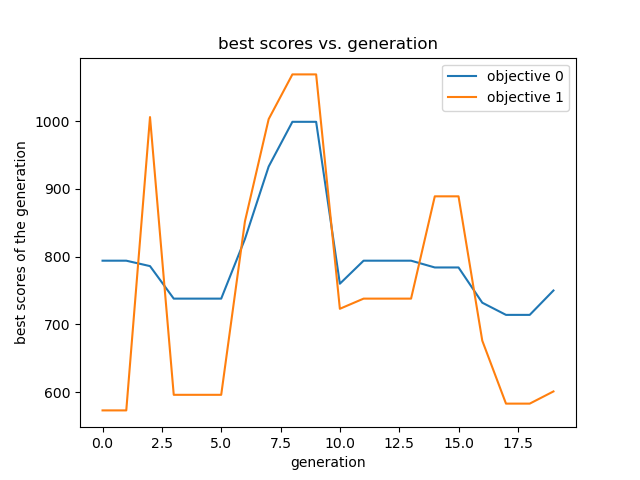 best scores vs. generation
objective 0
objective 1
best scores of the generation
1000
900
800
700
600
0.0 2.5 5.0 7.5 10.0 12.5 15.0 17.5
generation